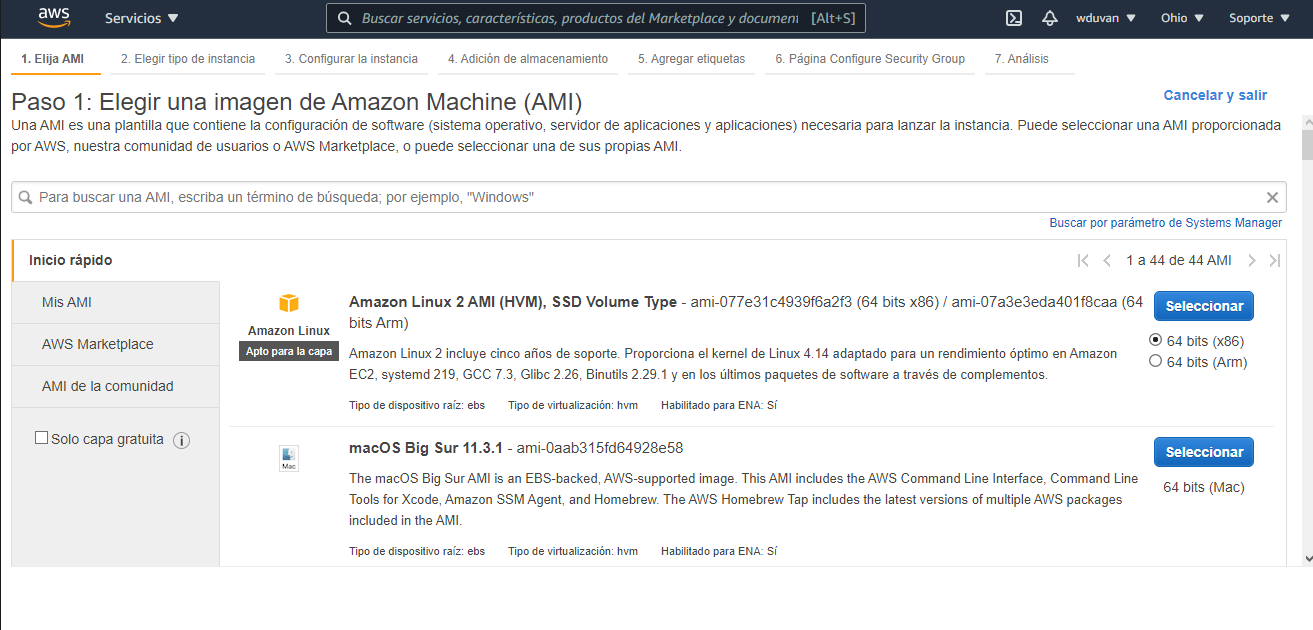 aws
Servicios
Buscar servicios, características, productos del Marketplace y document [Alt+S]
wduvan
Ohio
Soporte
1. Elija AMI
2. Elegir tipo de instancia
3. Configurar la instancia
4. Adición de almacenamiento
5. Agregar etiquetas
6. Página Configure Security Group
7. Análisis
Paso 1: Elegir una imagen de Amazon Machine (AMI)
Cancelar y salir
Una AMI es una plantilla que contiene la configuración de software (sistema operativo, servidor de aplicaciones y aplicaciones) necesaria para lanzar la instancia. Puede seleccionar una AMI proporcionada
por AWS, nuestra comunidad de usuarios o AWS Marketplace, o puede seleccionar una de sus propias AMI.
Para buscar una AMI, escriba un término de búsqueda; por ejemplo, "Windows"
Buscar por parámetro de Systems Manager
Inicio rápido
1 a 44 de 44 AMI
Mis AMI
AWS Marketplace
AMI de la comunidad
Solo capa gratuita
Amazon Linux
Apto para la capa
Amazon Linux 2 AMI (HVM), SSD Volume Type - ami-077e31c4939f6a2f3 (64 bits x86) / ami-07a3e3eda401f8caa (64
bits Arm)
Amazon Linux 2 incluye cinco años de soporte. Proporciona el kernel de Linux 4.14 adaptado para un rendimiento óptimo en Amazon
EC2, systemd 219, GCC 7.3, Glibc 2.26, Binutils 2.29.1 y en los últimos paquetes de software a través de complementos.
Tipo de dispositivo raíz: ebs
Tipo de virtualización: hvm
Habilitado para ENA: Sí
Seleccionar
64 bits (x86)
64 bits (Arm)
Mac
macOS Big Sur 11.3.1 - ami-0aab315fd64928e58
The macOS Big Sur AMI is an EBS-backed, AWS-supported image. This AMI includes the AWS Command Line Interface, Command Line
Tools for Xcode, Amazon SSM Agent, and Homebrew. The AWS Homebrew Tap includes the latest versions of multiple AWS packages
included in the AMI.
Tipo de dispositivo raíz: ebs
Tipo de virtualización: hvm
Habilitado para ENA: Sí
Seleccionar
64 bits (Mac)